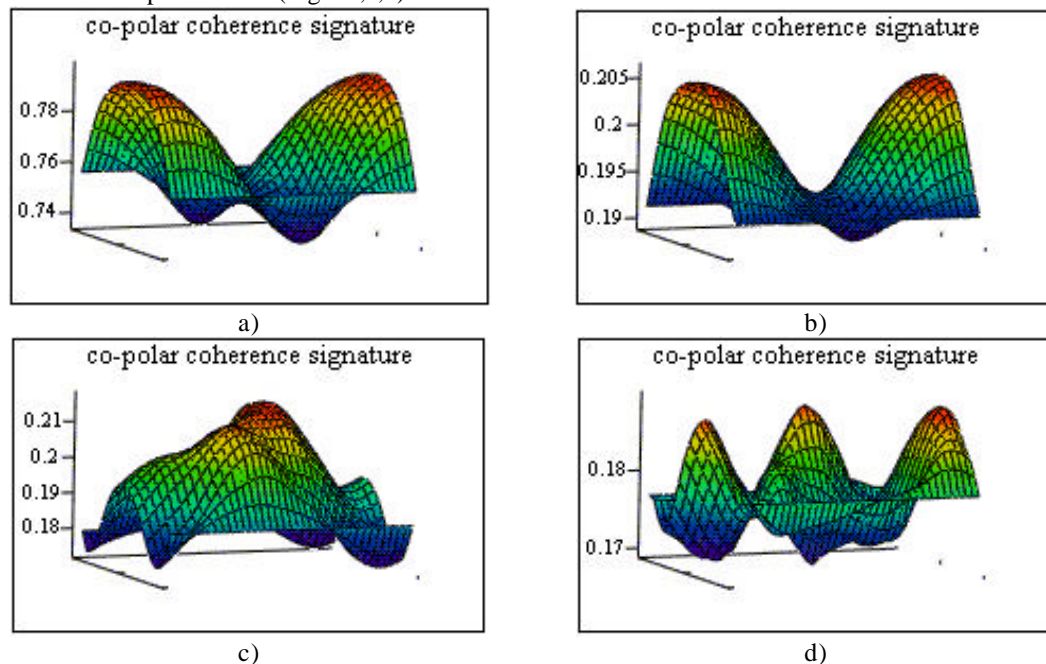 co-polar coherence signature
0.78
0.76
0.74
a)
co-polar coherence signature
0.205
0.2
0.195
0.19
b)
co-polar coherence signature
0.21
0.2
0.19
0.18
c)
co-polar coherence signature
0.18
0.17
d)